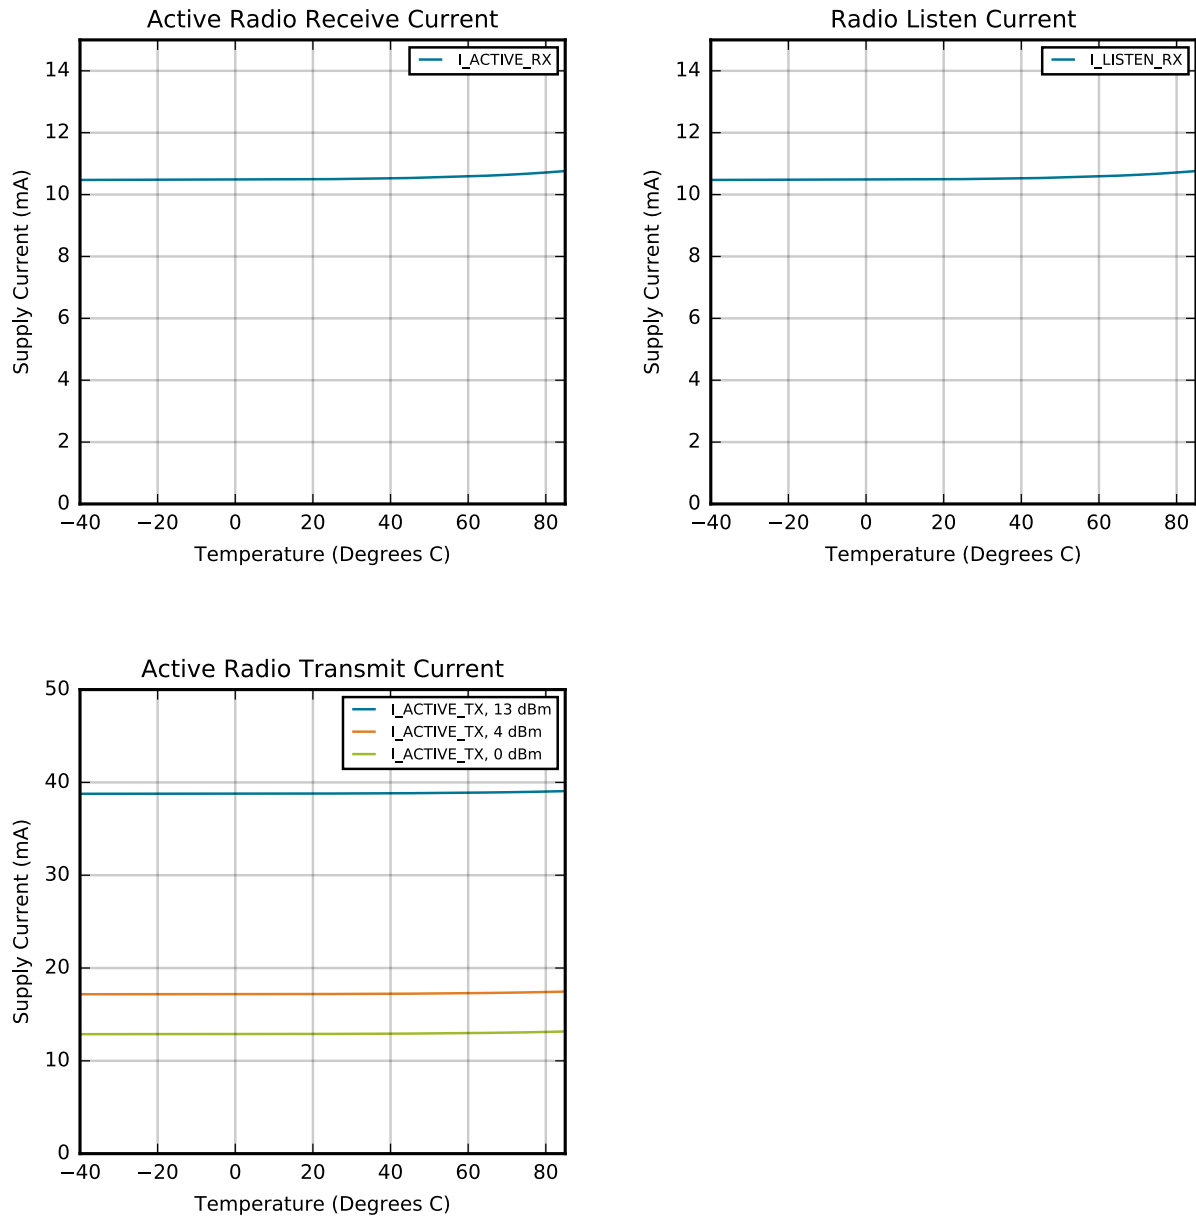 Active Radio Receive Current
I_ACTIVE_RX
14
12
10
8
6
4
2
0
Supply Current (mA)
−40 −20 0 20 40 60 80
Temperature (Degrees C)
Radio Listen Current
I_LISTEN_RX
14
12
10
8
6
4
2
0
Supply Current (mA)
−40 −20 0 20 40 60 80
Temperature (Degrees C)
Active Radio Transmit Current
I_ACTIVE_TX, 13 dBm
I_ACTIVE_TX, 4 dBm
I_ACTIVE_TX, 0 dBm
50
40
30
20
10
0
Supply Current (mA)
−40 −20 0 20 40 60 80
Temperature (Degrees C)